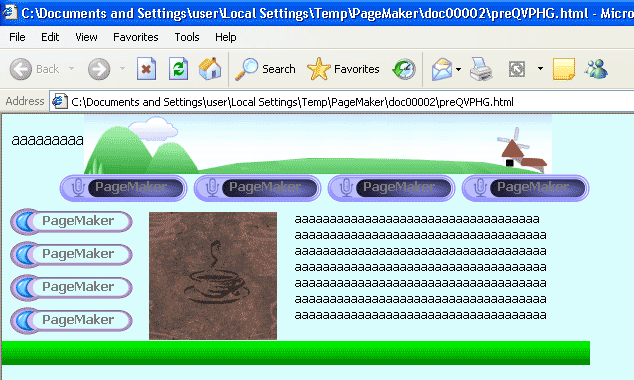 C:\Documents and Settings\user\Local Settings\Temp\PageMaker\doc00002\preQVPHG.html - Micro
File Edit View Favorites Tools Help
Back Search Favorites
Address C:\Documents and Settings\user\Local Settings\Temp\PageMaker\doc00002\preQVPHG.html
aaaaaaaaa
PageMaker PageMaker PageMaker PageMaker
PageMaker
PageMaker
PageMaker
PageMaker
aaaaaaaaaaaaaaaaaaaaaaaaaaaaaaaaaaa
aaaaaaaaaaaaaaaaaaaaaaaaaaaaaaaaaaaa
aaaaaaaaaaaaaaaaaaaaaaaaaaaaaaaaaaaa
aaaaaaaaaaaaaaaaaaaaaaaaaaaaaaaaaaaa
aaaaaaaaaaaaaaaaaaaaaaaaaaaaaaaaaaaa
aaaaaaaaaaaaaaaaaaaaaaaaaaaaaaaaaaaa
aaaaaaaaaaaaaaaaaaaaaaaaaaaaaaaaaaaa